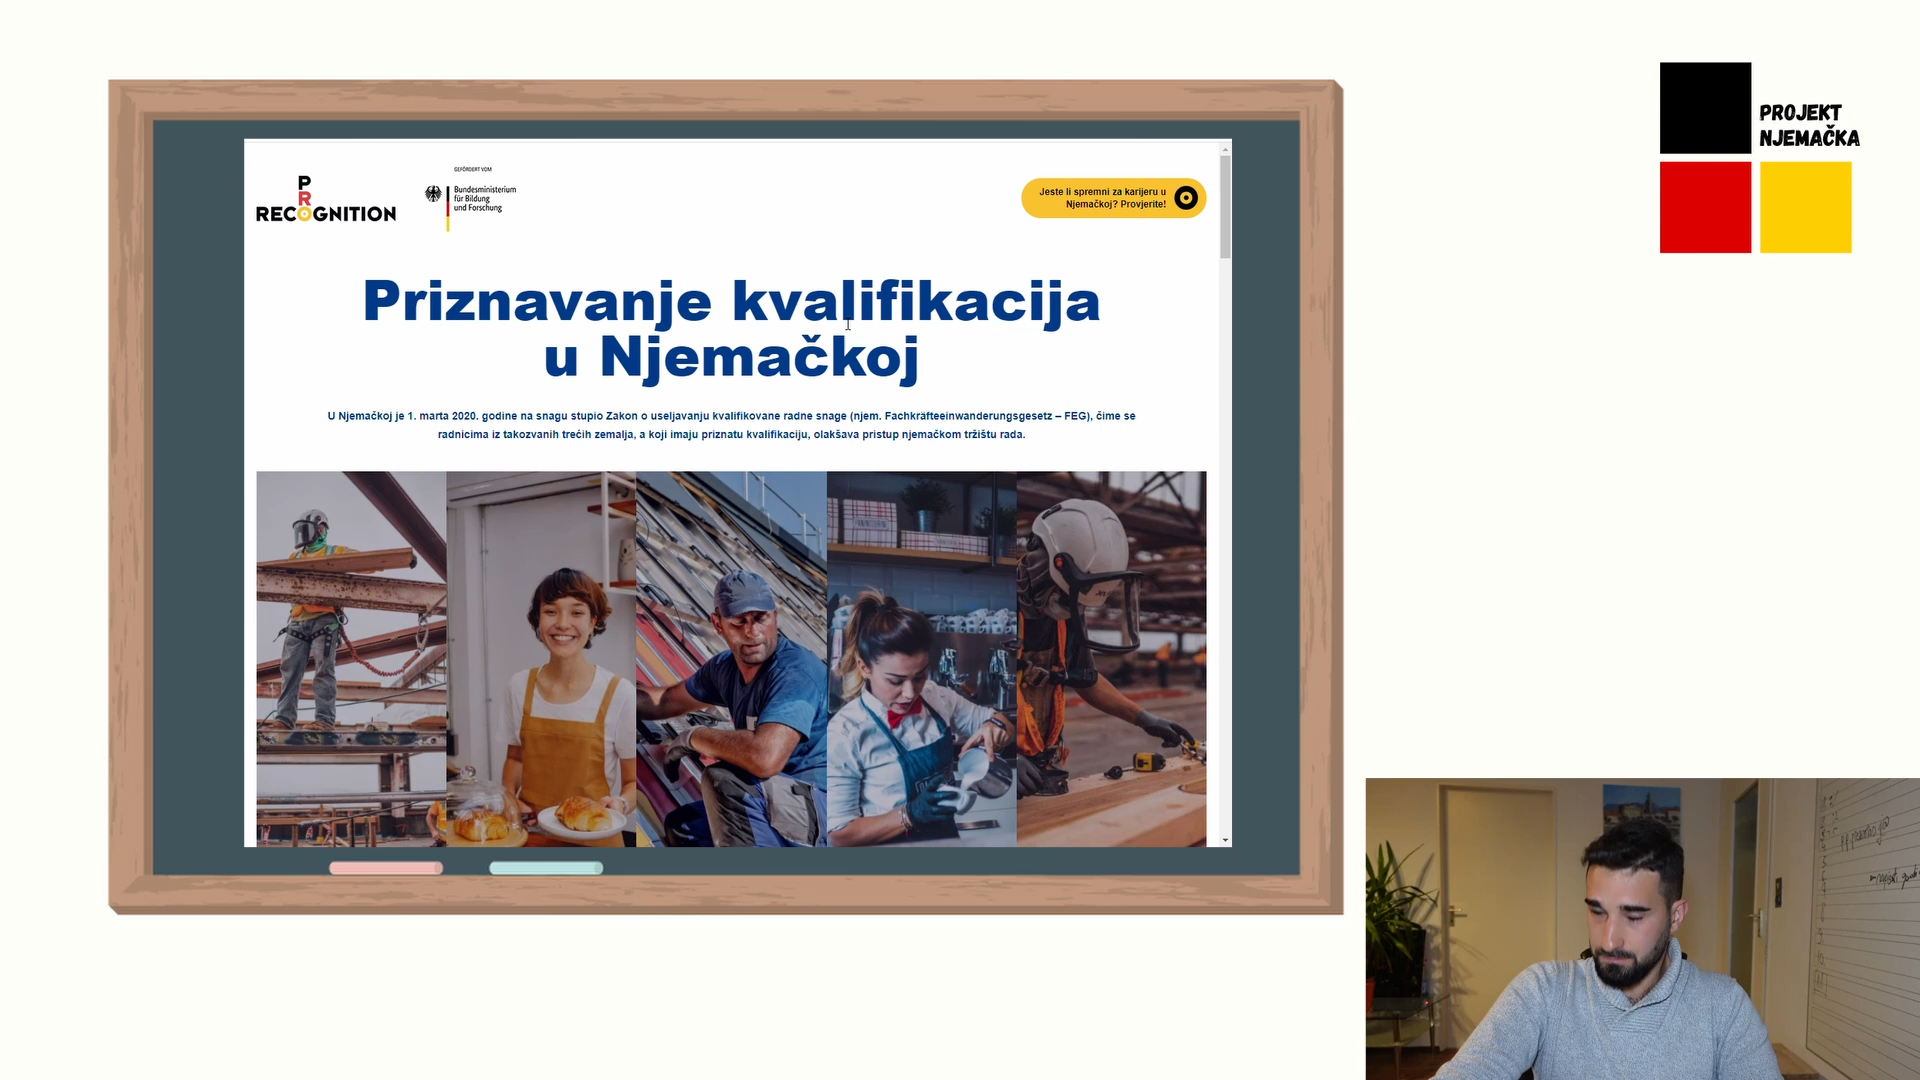 PRO
RECOGNITION
GEFÖRDERT VOM
Bundesministerium
für Bildung
und Forschung
Jeste li spremni za karijeru u
Njemačkoj? Provjerite!
PROJEKT
NJEMAČKA
Priznavanje kvalifikacija
u Njemačkoj
U Njemačkoj je 1. marta 2020. godine na snagu stupio Zakon o useljavanju kvalifikovane radne snage (njem. Fachkräfteeinwanderungsgesetz – FEG), čime se
radnicima iz takozvanih trećih zemalja, a koji imaju priznatu kvalifikaciju, olakšava pristup njemačkom tržištu rada.